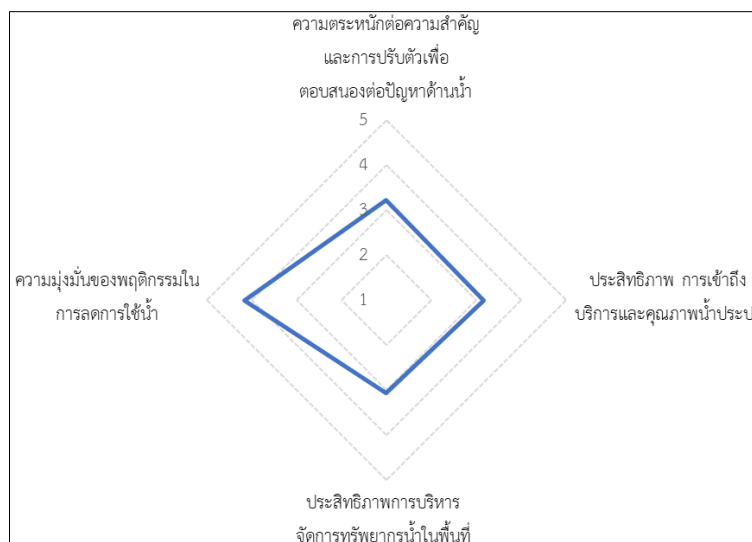 ความตระหนักต่อความสำคัญ
และการปรับตัวเพื่อ
ตอบสนองต่อปัญหาด้านน้ำ
5
4
3
2
1
ความมุ่งมั่นของพฤติกรรมใน
การลดการใช้น้ำ
ประสิทธิภาพ การเข้าถึง
บริการและคุณภาพน้ำประป
ประสิทธิภาพการบริหาร
จัดการทรัพยากรน้ำในพื้นที่